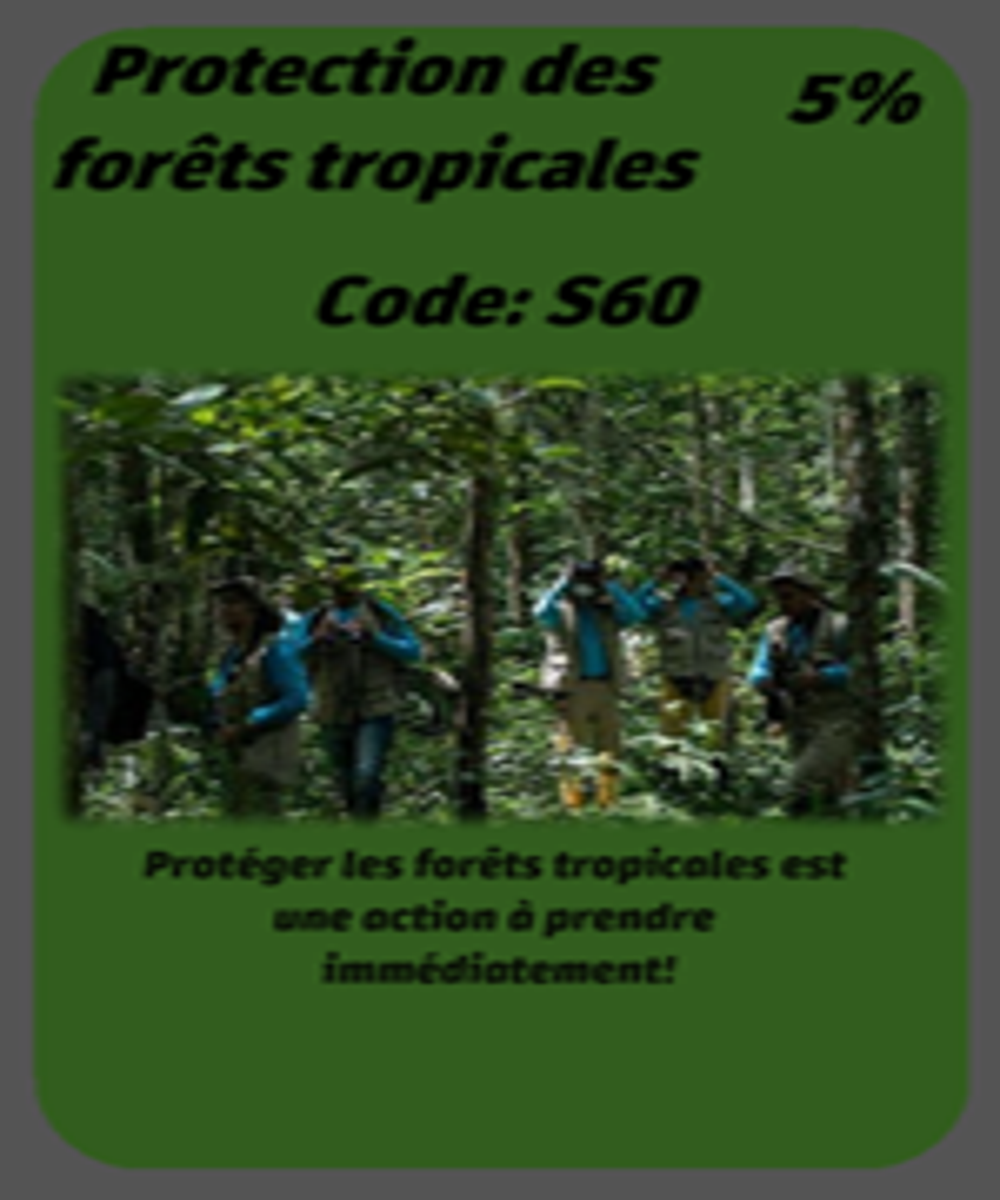 Protection des
forêts tropicales
5%
Code: S60
Protéger les forêts tropicales est
une action à prendre
immédiatement!